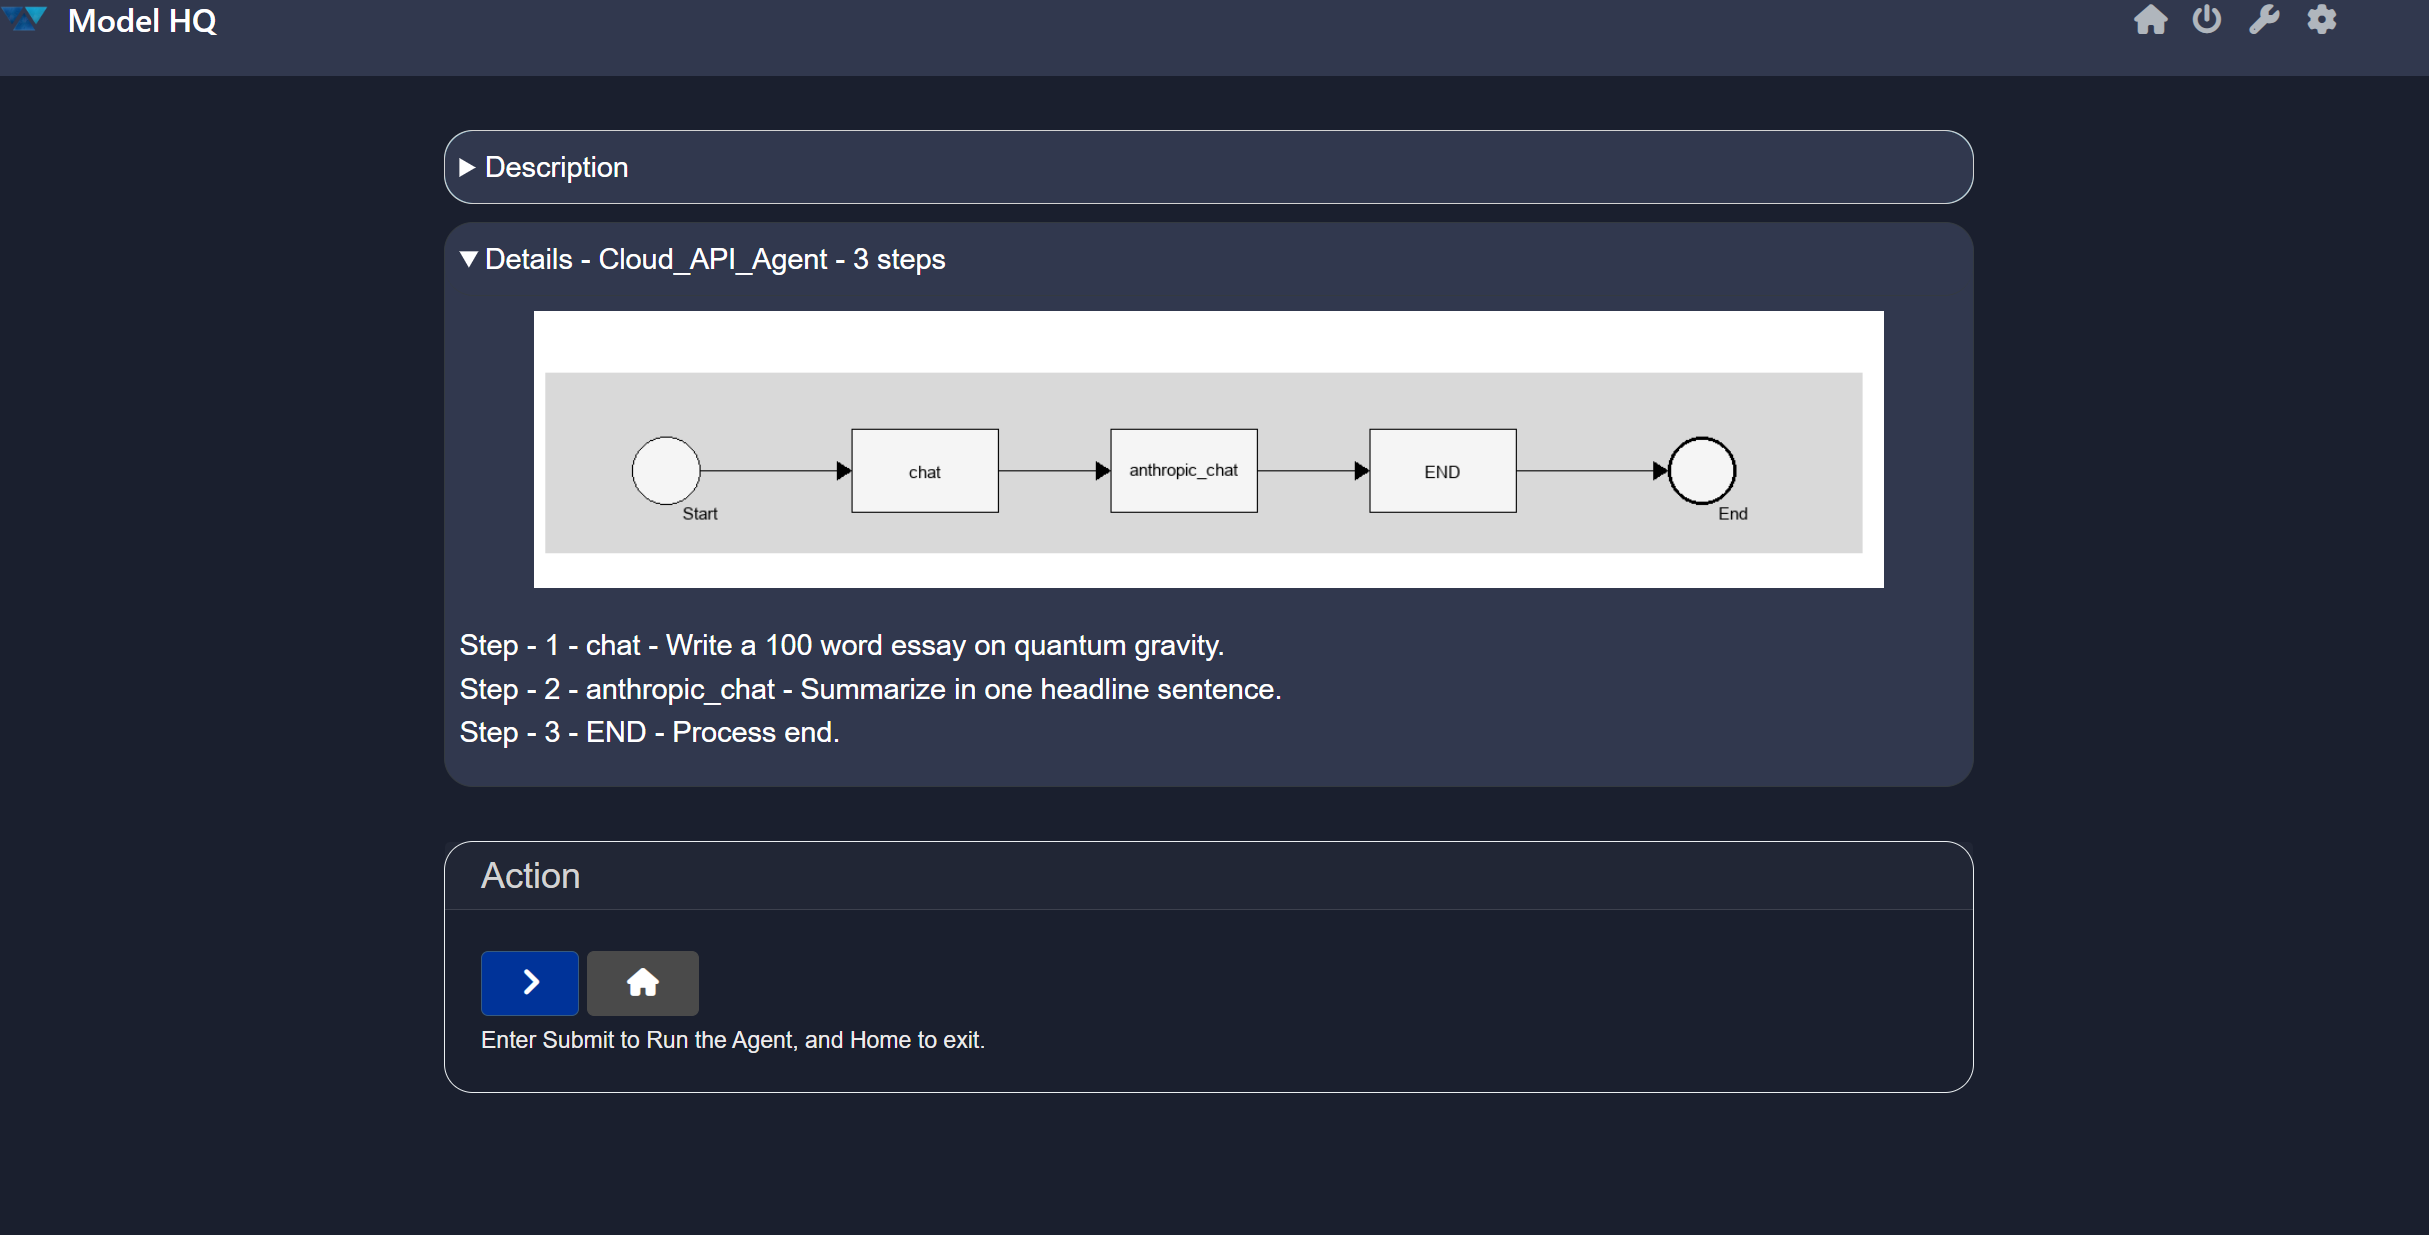 Model HQ
Description
Details - Cloud_API_Agent - 3 steps
chat
anthropic_chat
END
Start
End
Step - 1 - chat - Write a 100 word essay on quantum gravity.
Step - 2 - anthropic_chat - Summarize in one headline sentence.
Step - 3 - END - Process end.
Action
Enter Submit to Run the Agent, and Home to exit.